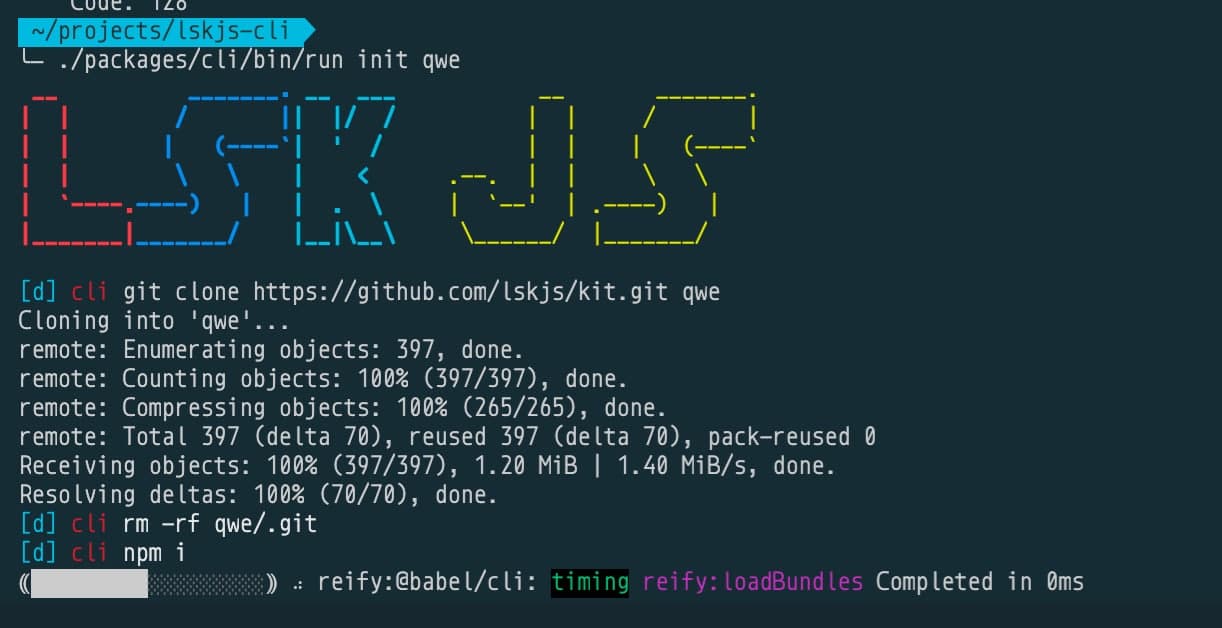 Code: 128
~/projects/lskjs-cli
╰─ ./packages/cli/bin/run init qwe
LSK JS
[d] cli git clone https://github.com/lskjs/kit.git qwe
Cloning into 'qwe'...
remote: Enumerating objects: 397, done.
remote: Counting objects: 100% (397/397), done.
remote: Compressing objects: 100% (265/265), done.
remote: Total 397 (delta 70), reused 397 (delta 70), pack-reused 0
Receiving objects: 100% (397/397), 1.20 MiB | 1.40 MiB/s, done.
Resolving deltas: 100% (70/70), done.
[d] cli rm -rf qwe/.git
[d] cli npm i
reify:@babel/cli: timing reify:loadBundles Completed in 0ms